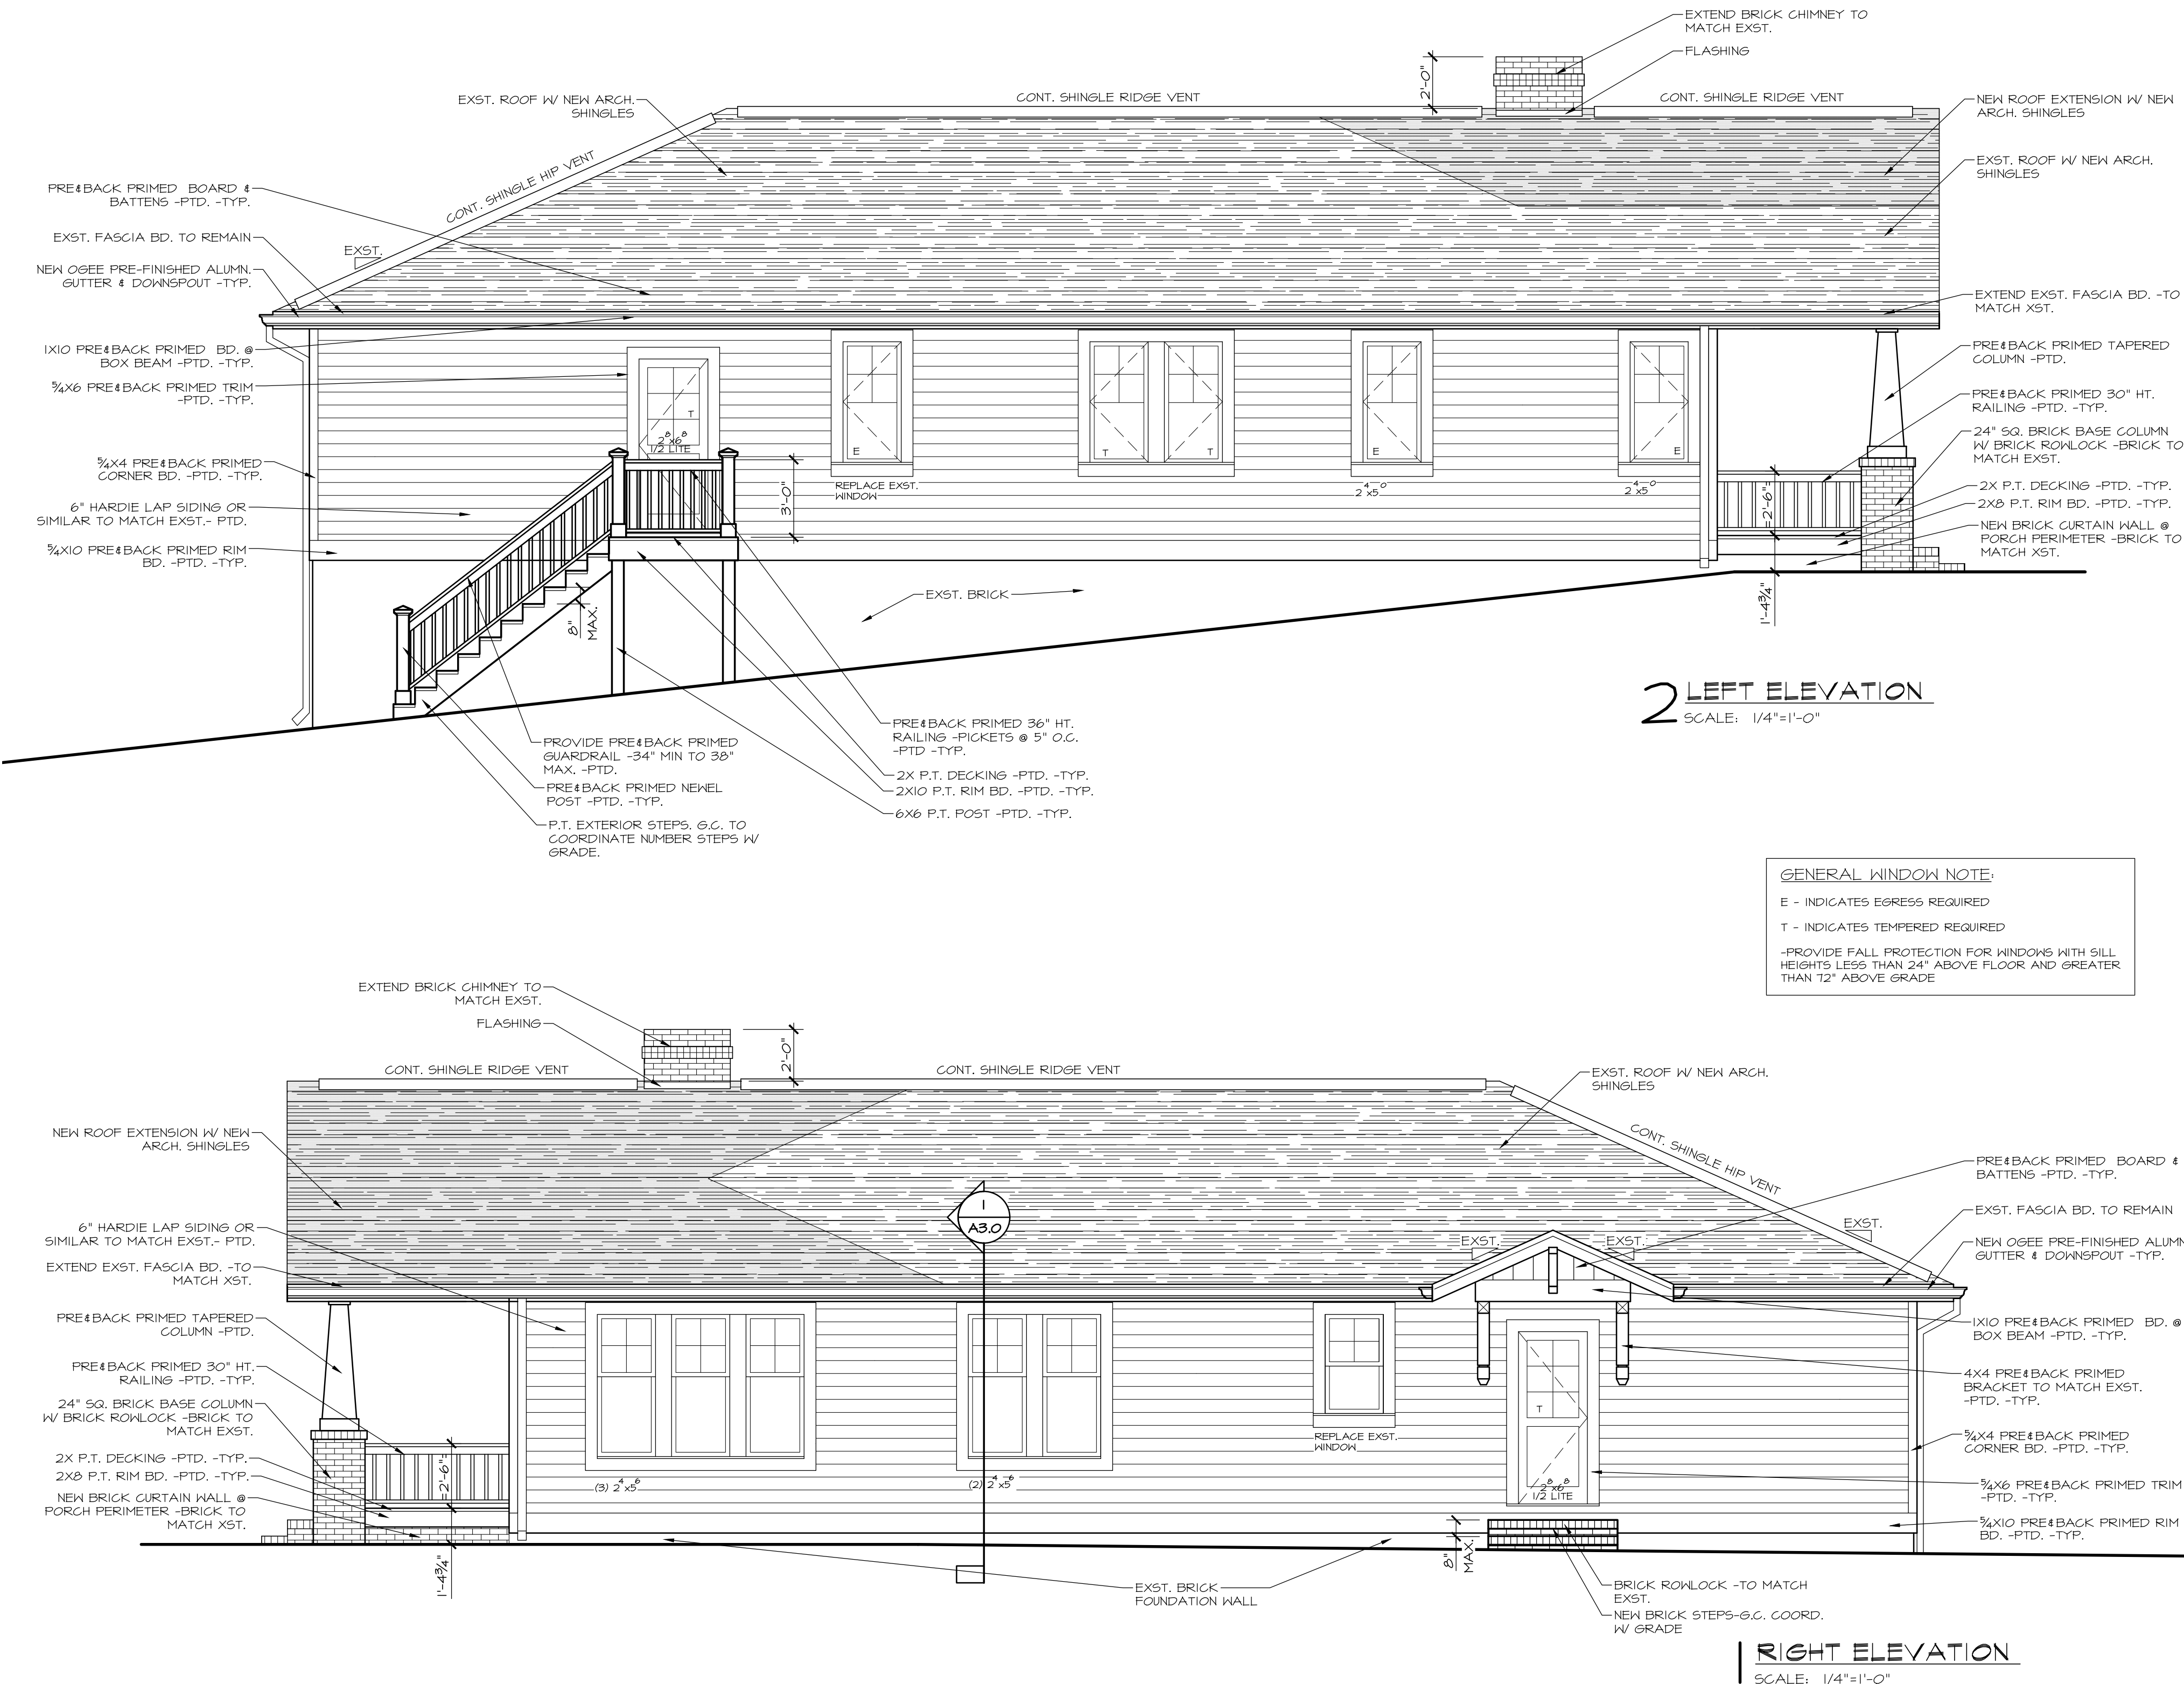 EXTEND BRICK CHIMNEY TO
MATCH EXST.
FLASHING
2'-0"
CONT. SHINGLE RIDGE VENT
CONT. SHINGLE RIDGE VENT
EXST. ROOF W/ NEW ARCH.
SHINGLES
CONT. SHINGLE HIP VENT
EXST.
PRE&BACK PRIMED BOARD &
BATTENS -PTD. -TYP.
EXST. FASCIA BD. TO REMAIN
NEW OGEE PRE-FINISHED ALUMN.
GUTTER & DOWNSPOUT -TYP.
1X10 PRE&BACK PRIMED BD. @
BOX BEAM -PTD. -TYP.
5/4X6 PRE&BACK PRIMED TRIM
-PTD. -TYP.
5/4X4 PRE&BACK PRIMED
CORNER BD. -PTD. -TYP.
6" HARDIE LAP SIDING OR
SIMILAR TO MATCH EXST.- PTD.
5/4X10 PRE&BACK PRIMED RIM
BD. -PTD. -TYP.
NEW ROOF EXTENSION W/ NEW
ARCH. SHINGLES
EXST. ROOF W/ NEW ARCH.
SHINGLES
EXTEND EXST. FASCIA BD. -TO
MATCH XST.
PRE&BACK PRIMED TAPERED
COLUMN -PTD.
PRE&BACK PRIMED 30" HT.
RAILING -PTD. -TYP.
24" SQ. BRICK BASE COLUMN
W/ BRICK ROWLOCK -BRICK TO
MATCH EXST.
2X P.T. DECKING -PTD. -TYP.
2X8 P.T. RIM BD. -PTD. -TYP.
NEW BRICK CURTAIN WALL @
PORCH PERIMETER -BRICK TO
MATCH XST.
T
2⁸x6⁸
1/2 LITE
E
REPLACE EXST.
WINDOW
T
T
E
2⁴x5⁰
E
2⁴x5⁰
3'-0"
=2'-6"=
1'-4¾"
8"
MAX.
EXST. BRICK
PROVIDE PRE&BACK PRIMED
GUARDRAIL -34" MIN TO 38"
MAX. -PTD.
PRE&BACK PRIMED NEWEL
POST -PTD. -TYP.
P.T. EXTERIOR STEPS. G.C. TO
COORDINATE NUMBER STEPS W/
GRADE.
PRE&BACK PRIMED 36" HT.
RAILING -PICKETS @ 5" O.C.
-PTD -TYP.
2X P.T. DECKING -PTD. -TYP.
2X10 P.T. RIM BD. -PTD. -TYP.
6X6 P.T. POST -PTD. -TYP.
2 LEFT ELEVATION
SCALE: 1/4"=1'-0"
GENERAL WINDOW NOTE:
E - INDICATES EGRESS REQUIRED
T - INDICATES TEMPERED REQUIRED
-PROVIDE FALL PROTECTION FOR WINDOWS WITH SILL
HEIGHTS LESS THAN 24" ABOVE FLOOR AND GREATER
THAN 72" ABOVE GRADE
EXTEND BRICK CHIMNEY TO
MATCH EXST.
FLASHING
2'-0"
CONT. SHINGLE RIDGE VENT
CONT. SHINGLE RIDGE VENT
EXST. ROOF W/ NEW ARCH.
SHINGLES
CONT. SHINGLE HIP VENT
EXST.
NEW ROOF EXTENSION W/ NEW
ARCH. SHINGLES
6" HARDIE LAP SIDING OR
SIMILAR TO MATCH EXST.- PTD.
EXTEND EXST. FASCIA BD. -TO
MATCH XST.
PRE&BACK PRIMED TAPERED
COLUMN -PTD.
PRE&BACK PRIMED 30" HT.
RAILING -PTD. -TYP.
24" SQ. BRICK BASE COLUMN
W/ BRICK ROWLOCK -BRICK TO
MATCH EXST.
2X P.T. DECKING -PTD. -TYP.
2X8 P.T. RIM BD. -PTD. -TYP.
NEW BRICK CURTAIN WALL @
PORCH PERIMETER -BRICK TO
MATCH XST.
1
A3.0
EXST.
EXST.
PRE&BACK PRIMED BOARD &
BATTENS -PTD. -TYP.
EXST. FASCIA BD. TO REMAIN
NEW OGEE PRE-FINISHED ALUMN
GUTTER & DOWNSPOUT -TYP.
1X10 PRE&BACK PRIMED BD. @
BOX BEAM -PTD. -TYP.
4X4 PRE&BACK PRIMED
BRACKET TO MATCH EXST.
-PTD. -TYP.
5/4X4 PRE&BACK PRIMED
CORNER BD. -PTD. -TYP.
5/4X6 PRE&BACK PRIMED TRIM
-PTD. -TYP.
5/4X10 PRE&BACK PRIMED RIM
BD. -PTD. -TYP.
=2'-6"=
1'-4¾"
(3) 2⁴x5⁶
(2) 2⁴x5⁶
REPLACE EXST.
WINDOW
T
2⁸x6⁸
1/2 LITE
8"
MAX.
EXST. BRICK
FOUNDATION WALL
BRICK ROWLOCK -TO MATCH
EXST.
NEW BRICK STEPS-G.C. COORD.
W/ GRADE
1 RIGHT ELEVATION
SCALE: 1/4"=1'-0"